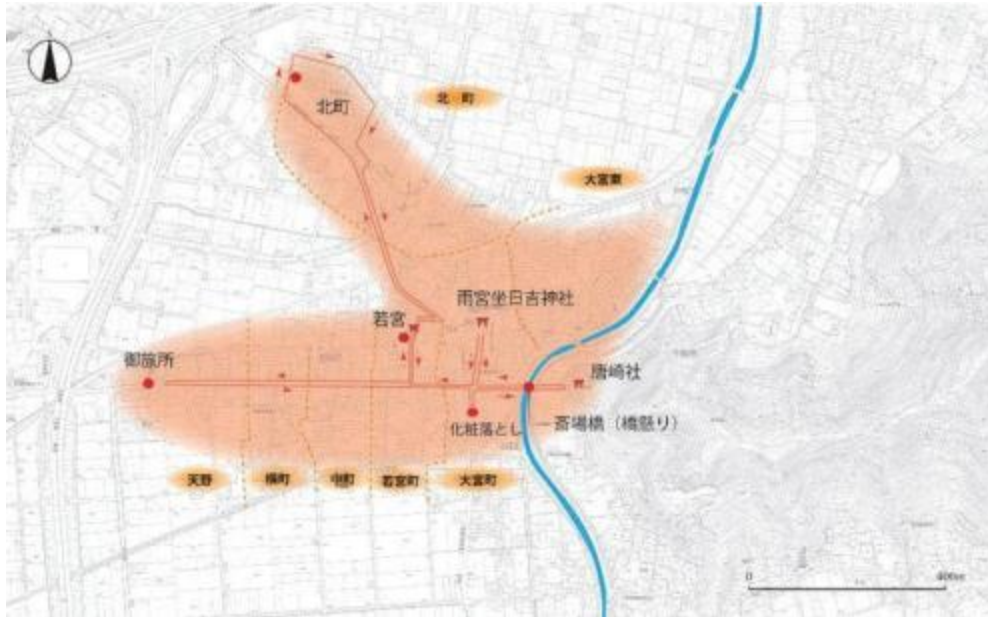 北町
北 町
大宮東
雨宮坐日吉神社
若宮
御旅所
唐崎社
化粧落とし
斎場橋（橋懸り）
天野
横町
中町
若宮町
大宮町
0
400m